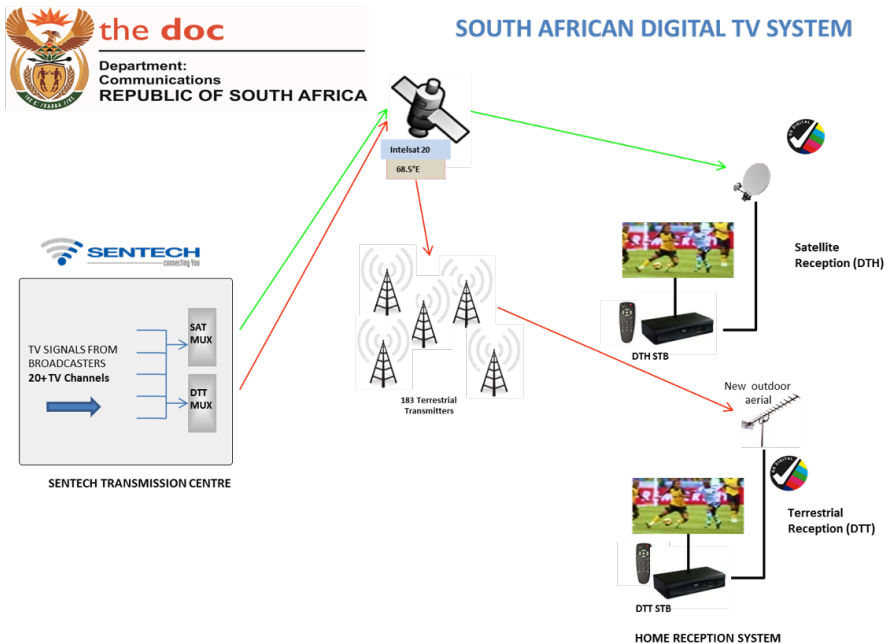 the doc
Department:
Communications
REPUBLIC OF SOUTH AFRICA
SOUTH AFRICAN DIGITAL TV SYSTEM
Intelsat 20
68.5°E
SENTECH
connecting You
TV SIGNALS FROM
BROADCASTERS
20+ TV Channels
SAT
MUX
DTT
MUX
SENTECH TRANSMISSION CENTRE
183 Terrestrial
Transmitters
Satellite
Reception (DTH)
DTH STB
New outdoor
aerial
Terrestrial
Reception (DTT)
DTT STB
HOME RECEPTION SYSTEM